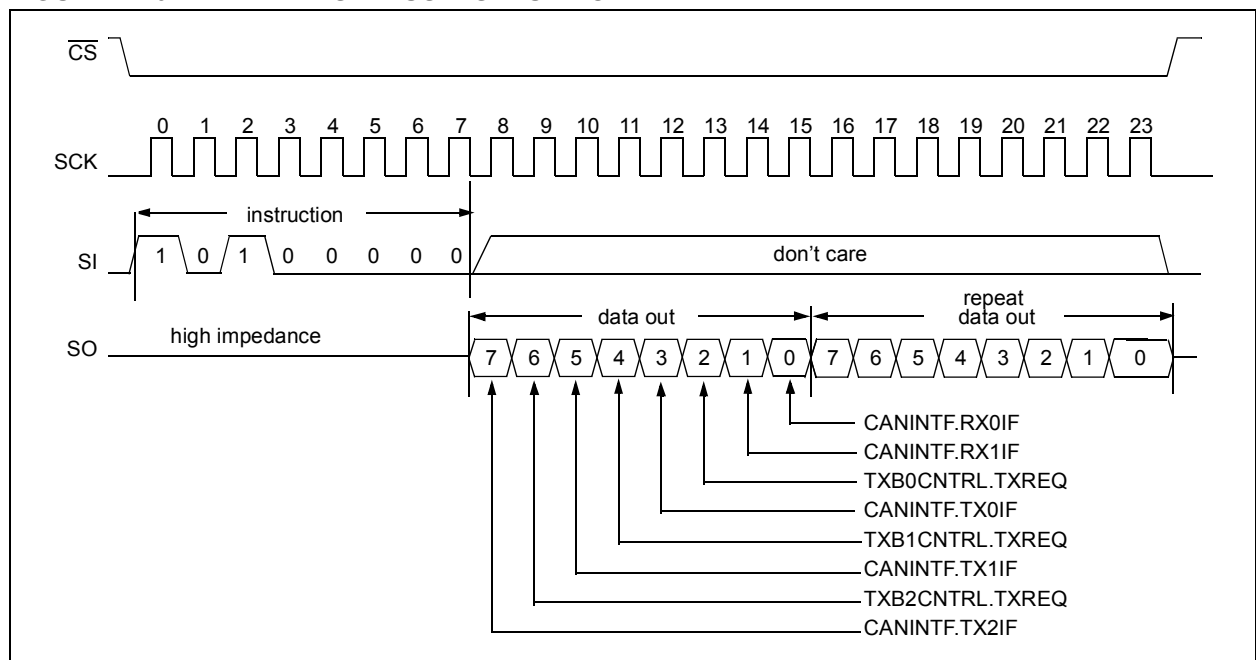 CS
0 1 2 3 4 5 6 7 8 9 10 11 12 13 14 15 16 17 18 19 20 21 22 23
SCK
instruction
SI 1 0 1 0 0 0 0 0 don't care
repeat
data out data out
high impedance
SO 7 6 5 4 3 2 1 0 7 6 5 4 3 2 1 0
CANINTF.RX0IF
CANINTF.RX1IF
TXB0CNTRL.TXREQ
CANINTF.TX0IF
TXB1CNTRL.TXREQ
CANINTF.TX1IF
TXB2CNTRL.TXREQ
CANINTF.TX2IF